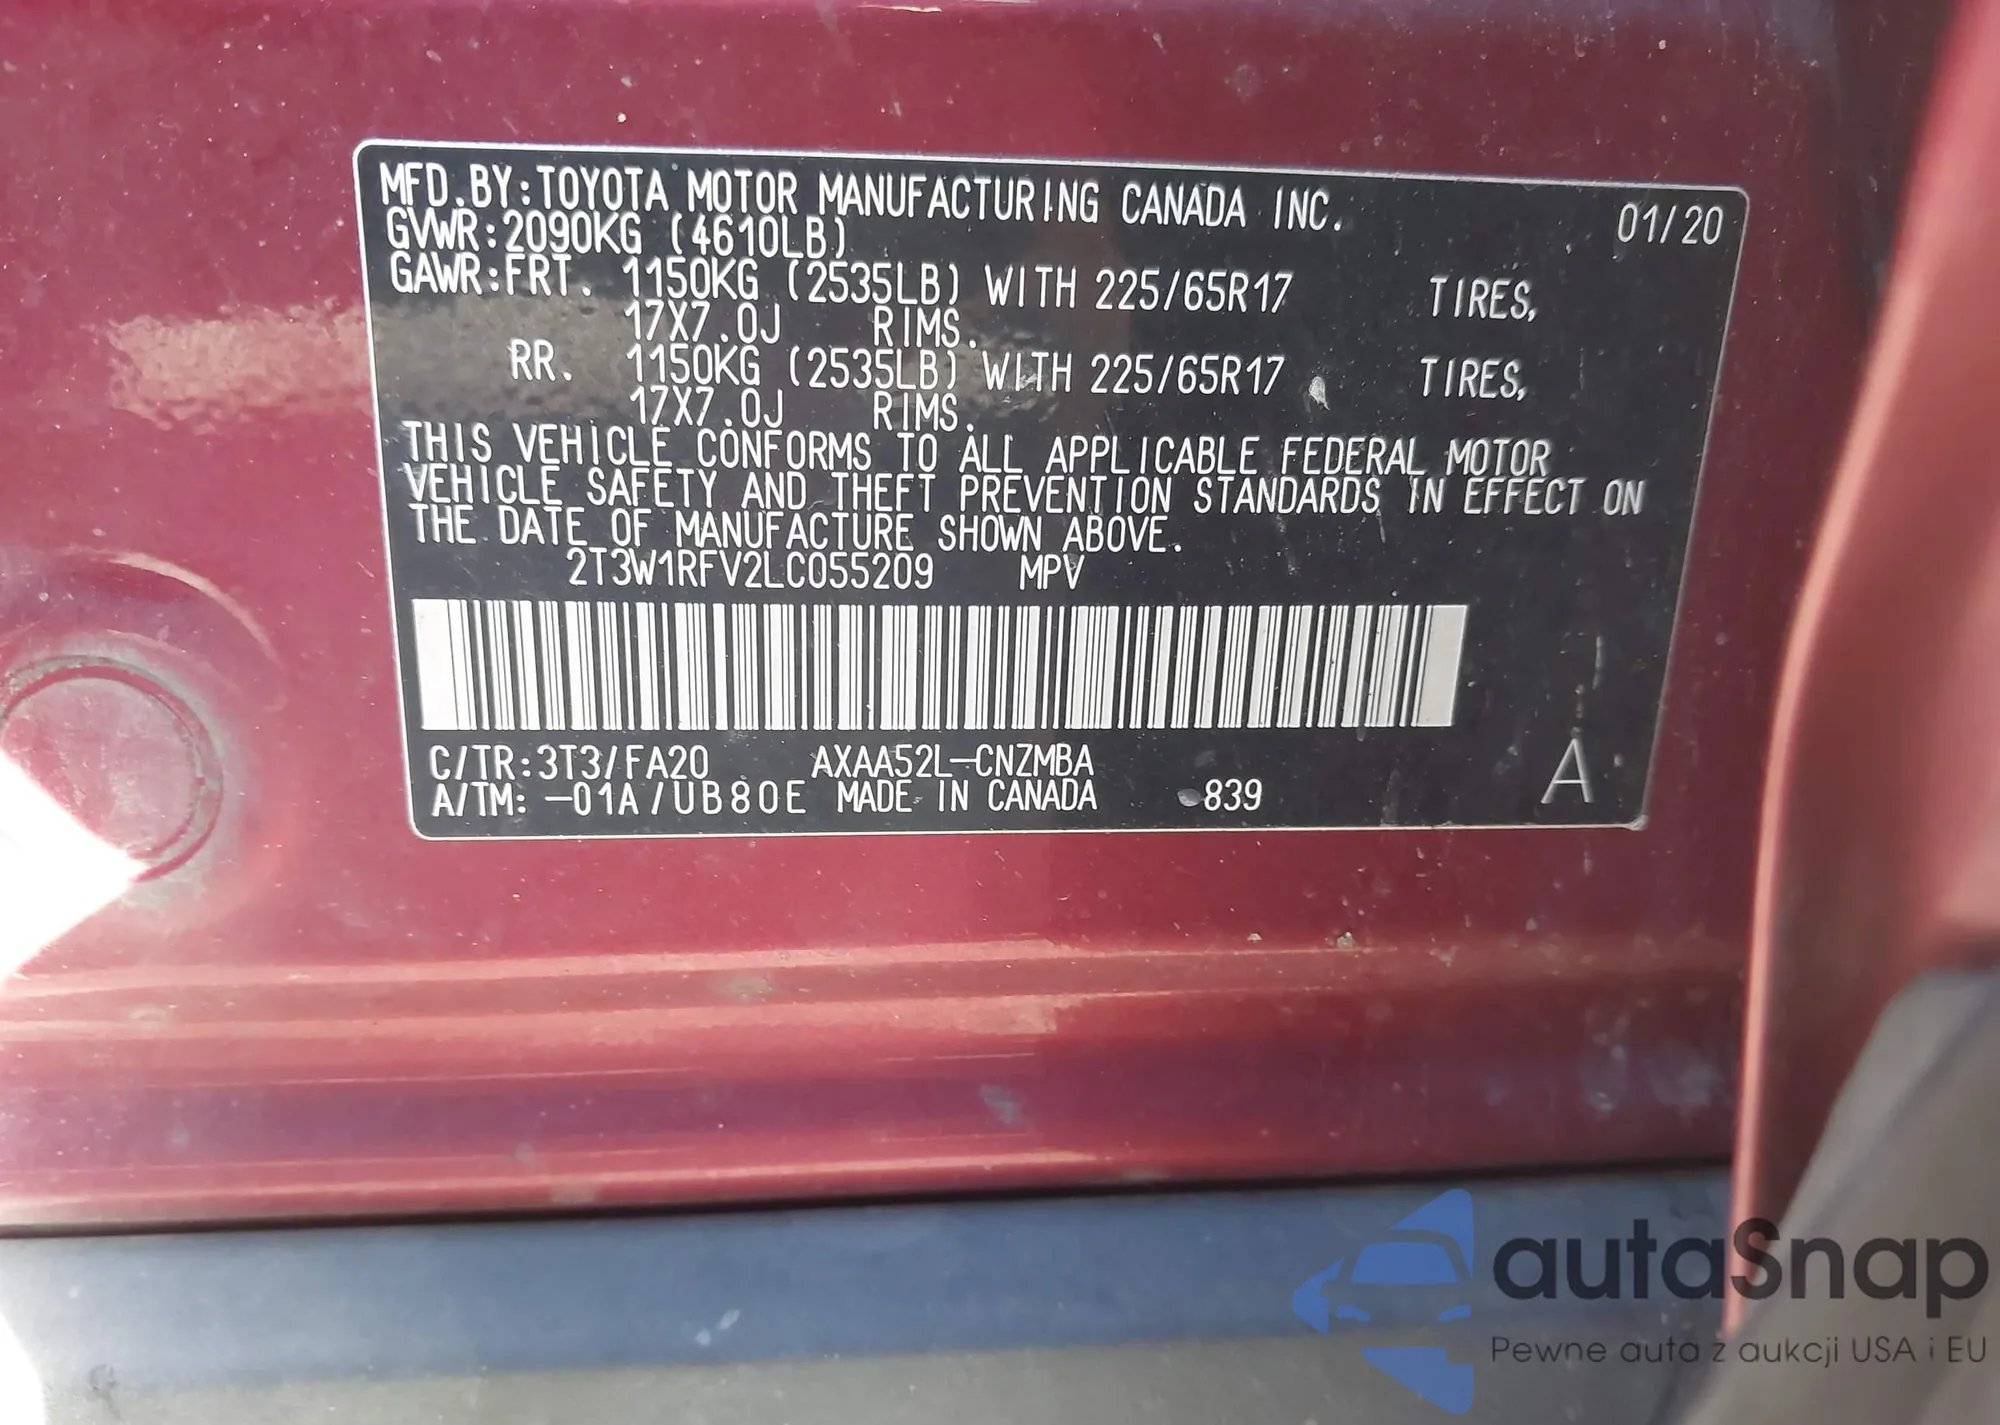 MFD.BY:TOYOTA MOTOR MANUFACTURING CANADA INC. 01/20
GVWR:2090KG (4610LB)
GAWR:FRT. 1150KG (2535LB) WITH 225/65R17 TIRES,
17X7.0J RIMS.
RR. 1150KG (2535LB) WITH 225/65R17 TIRES,
17X7.0J RIMS.
THIS VEHICLE CONFORMS TO ALL APPLICABLE FEDERAL MOTOR
VEHICLE SAFETY AND THEFT PREVENTION STANDARDS IN EFFECT ON
THE DATE OF MANUFACTURE SHOWN ABOVE.
2T3W1RFV2LC055209 MPV
C/TR:3T3/FA20 AXAA52L-CNZMBA A
A/TM:-01A/UB80E MADE IN CANADA 839
autaSnap
Pewne auta z aukcji USA i EU